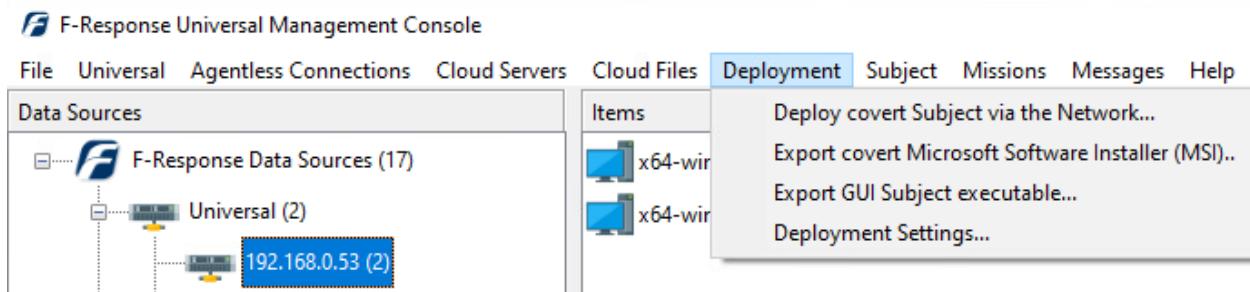 F-Response Universal Management Console
File Universal Agentless Connections Cloud Servers Cloud Files Deployment Subject Missions Messages Help
Data Sources
Items
F-Response Data Sources (17)
Universal (2)
192.168.0.53 (2)
x64-wir
x64-wir
Deploy covert Subject via the Network...
Export covert Microsoft Software Installer (MSI)..
Export GUI Subject executable...
Deployment Settings...